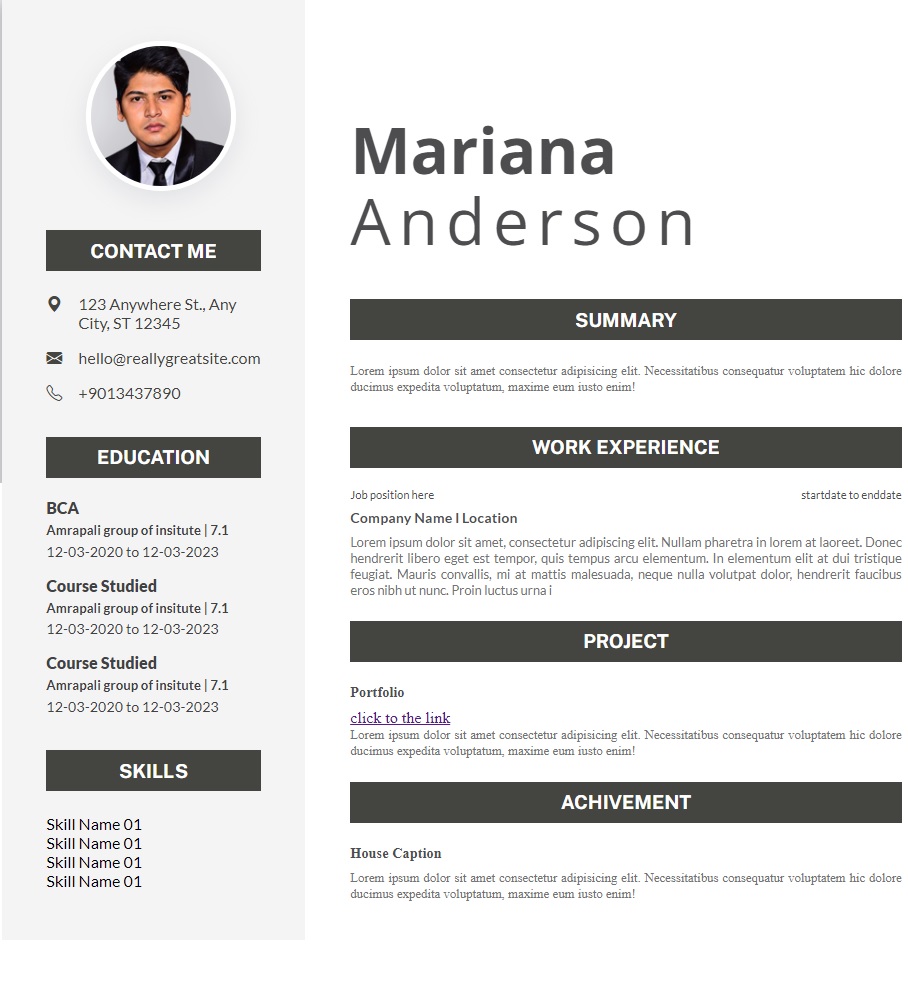 CONTACT ME
123 Anywhere St., Any
City, ST 12345
hello@reallygreatsite.com
+9013437890
EDUCATION
BCA
Amrapali group of insitute | 7.1
12-03-2020 to 12-03-2023
Course Studied
Amrapali group of insitute | 7.1
12-03-2020 to 12-03-2023
Course Studied
Amrapali group of insitute | 7.1
12-03-2020 to 12-03-2023
SKILLS
Skill Name 01
Skill Name 01
Skill Name 01
Skill Name 01
Mariana
Anderson
SUMMARY
Lorem ipsum dolor sit amet consectetur adipisicing elit. Necessitatibus consequatur voluptatem hic dolore
ducimus expedita voluptatum, maxime eum iusto enim!
WORK EXPERIENCE
Job position here startdate to enddate
Company Name l Location
Lorem ipsum dolor sit amet, consectetur adipiscing elit. Nullam pharetra in lorem at laoreet. Donec
hendrerit libero eget est tempor, quis tempus arcu elementum. In elementum elit at dui tristique
feugiat. Mauris convallis, mi at mattis malesuada, neque nulla volutpat dolor, hendrerit faucibus
eros nibh ut nunc. Proin luctus urna i
PROJECT
Portfolio
click to the link
Lorem ipsum dolor sit amet consectetur adipisicing elit. Necessitatibus consequatur voluptatem hic dolore
ducimus expedita voluptatum, maxime eum iusto enim!
ACHIVEMENT
House Caption
Lorem ipsum dolor sit amet consectetur adipisicing elit. Necessitatibus consequatur voluptatem hic dolore
ducimus expedita voluptatum, maxime eum iusto enim!